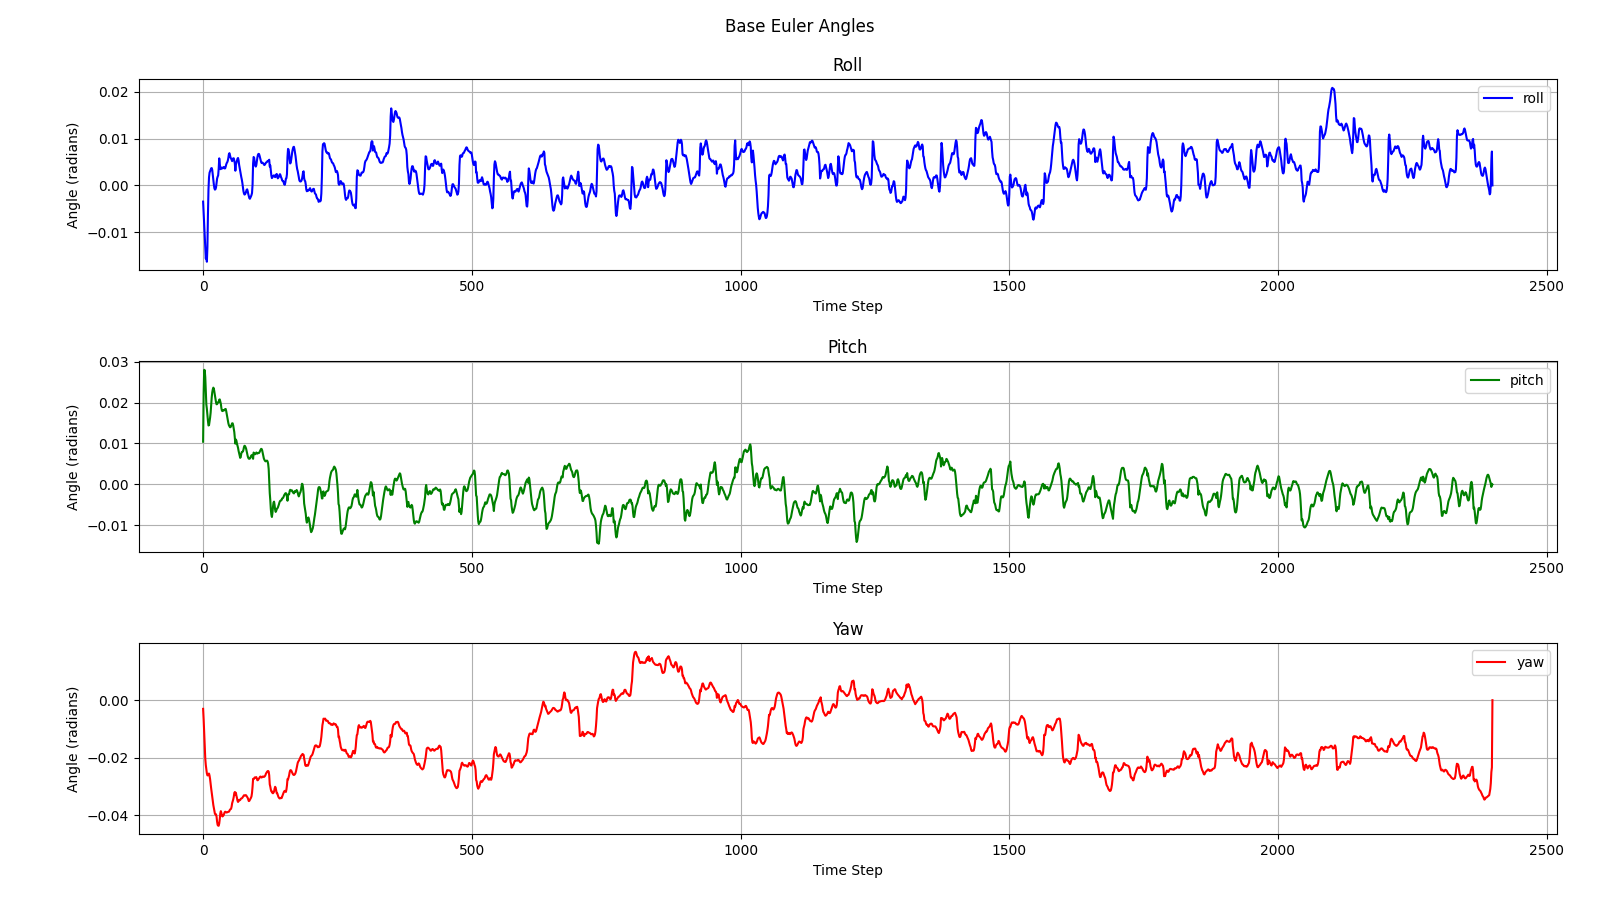 Base Euler Angles
Roll
Angle (radians)
0.02
0.01
0.00
−0.01
roll
0 500 1000 1500 2000 2500
Time Step
Pitch
Angle (radians)
0.03
0.02
0.01
0.00
−0.01
pitch
0 500 1000 1500 2000 2500
Time Step
Yaw
Angle (radians)
0.00
−0.02
−0.04
yaw
0 500 1000 1500 2000 2500
Time Step